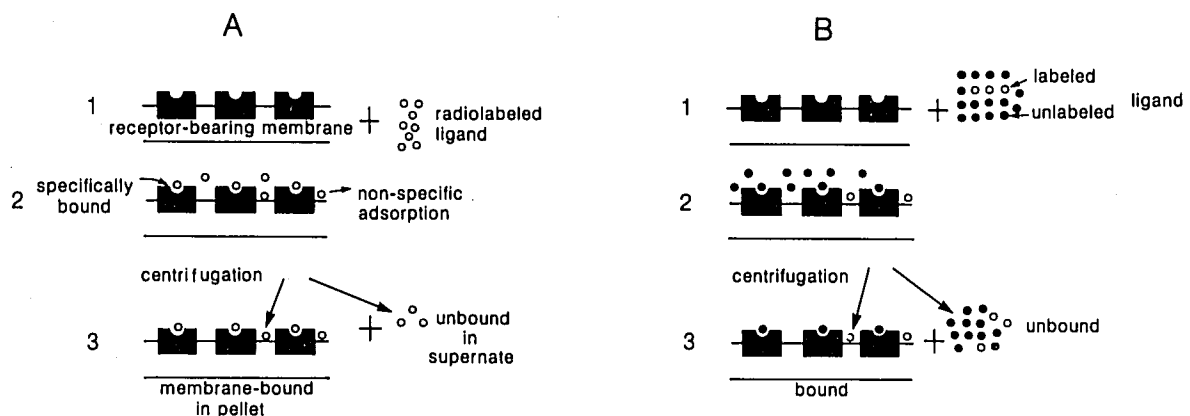 A
1
receptor-bearing membrane
+
radiolabeled
ligand
2
specifically
bound
non-specific
adsorption
centrifugation
3
+
unbound
in
supernate
membrane-bound
in pellet
B
1
+
labeled
unlabeled
ligand
2
centrifugation
3
+
unbound
bound